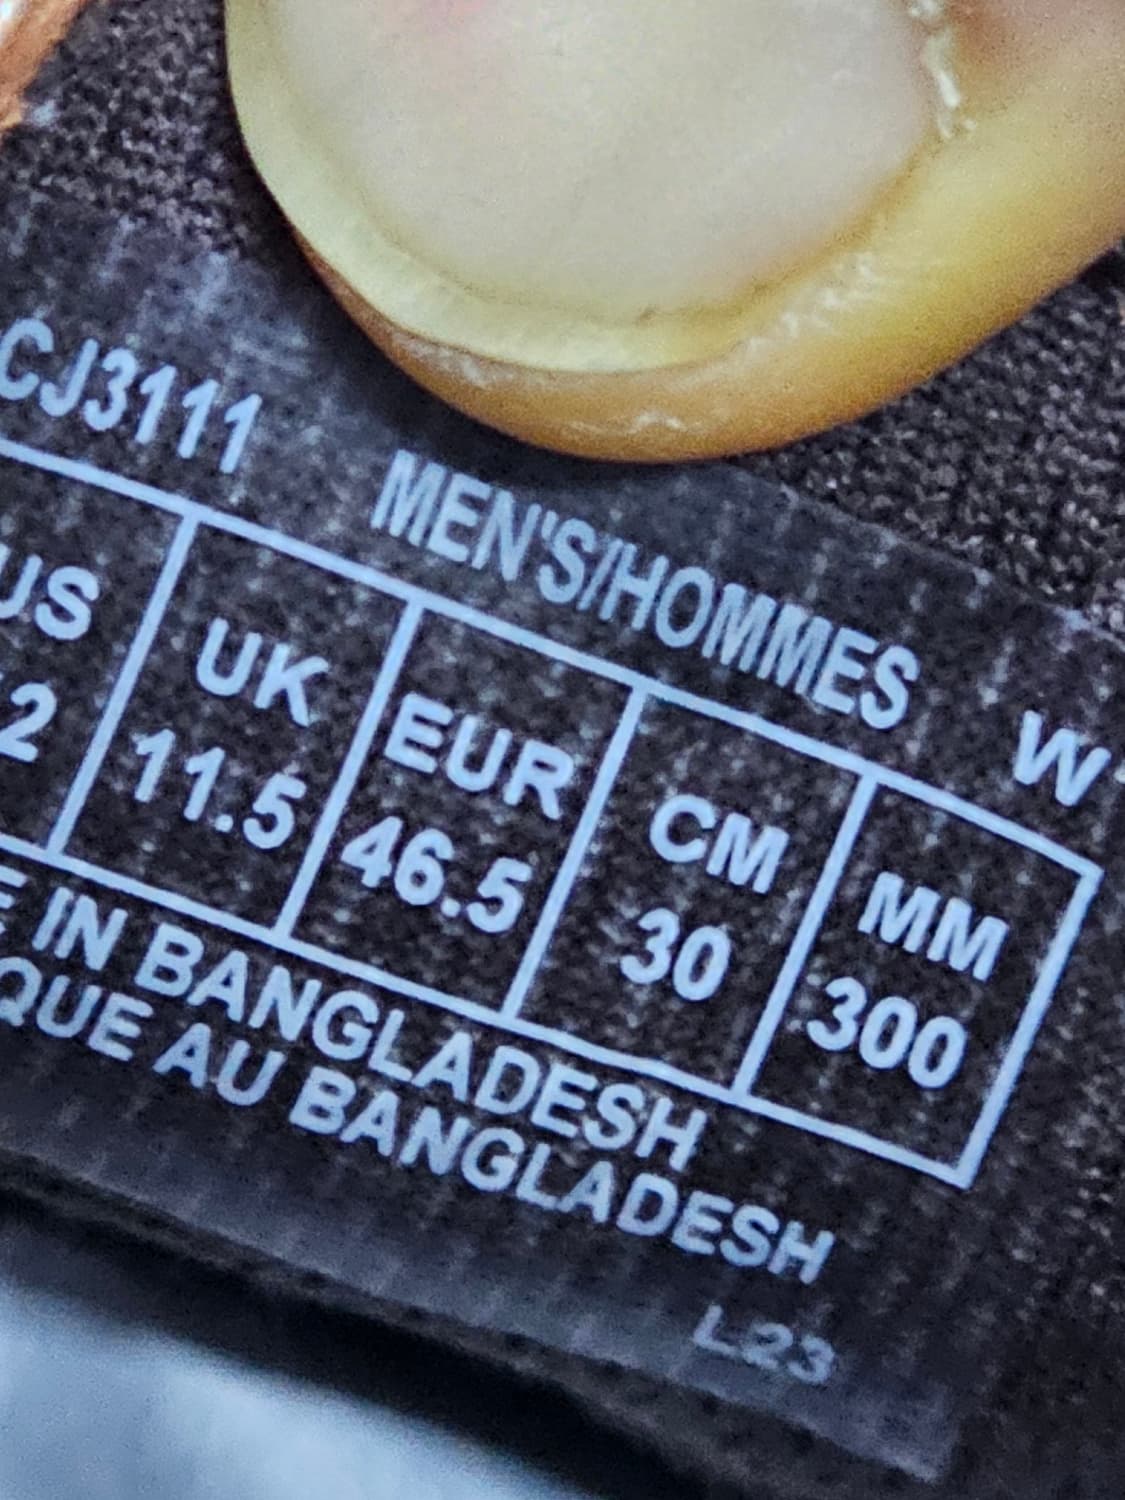 CJ3111 MEN'S/HOMMES W
US UK EUR CM MM
2 11.5 46.5 30 300
IN BANGLADESH
QUE AU BANGLADESH
L23